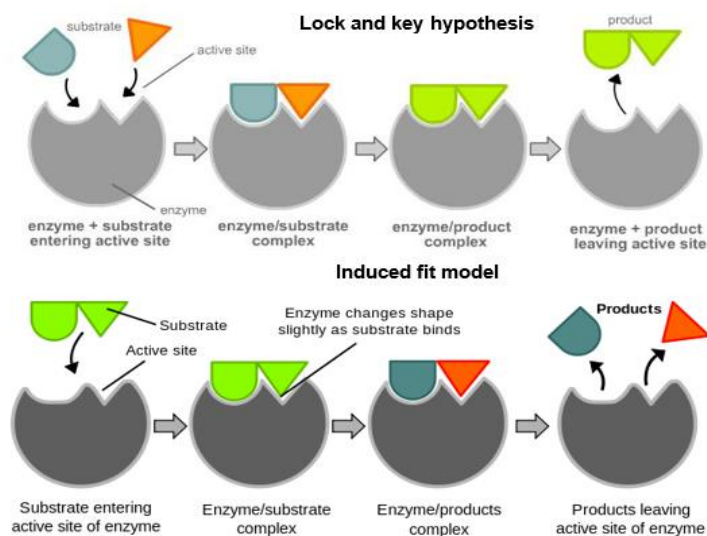 Lock and key hypothesis
substrate
active site
product
enzyme
enzyme + substrate
entering active site
enzyme/substrate
complex
enzyme/product
complex
enzyme + product
leaving active site
Induced fit model
Substrate
Active site
Enzyme changes shape
slightly as substrate binds
Products
Substrate entering
active site of enzyme
Enzyme/substrate
complex
Enzyme/products
complex
Products leaving
active site of enzyme